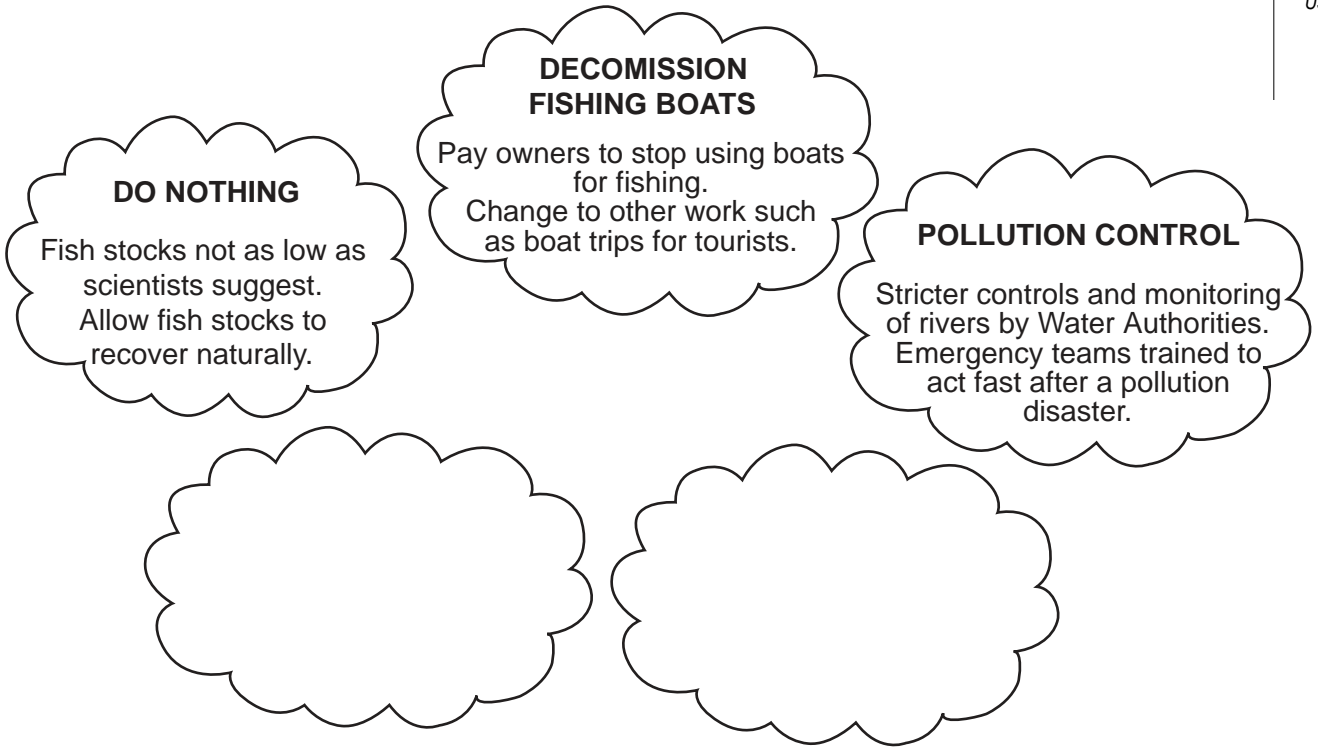 DO NOTHING
Fish stocks not as low as
scientists suggest.
Allow fish stocks to
recover naturally.
DECOMISSION
FISHING BOATS
Pay owners to stop using boats
for fishing.
Change to other work such
as boat trips for tourists.
POLLUTION CONTROL
Stricter controls and monitoring
of rivers by Water Authorities.
Emergency teams trained to
act fast after a pollution
disaster.